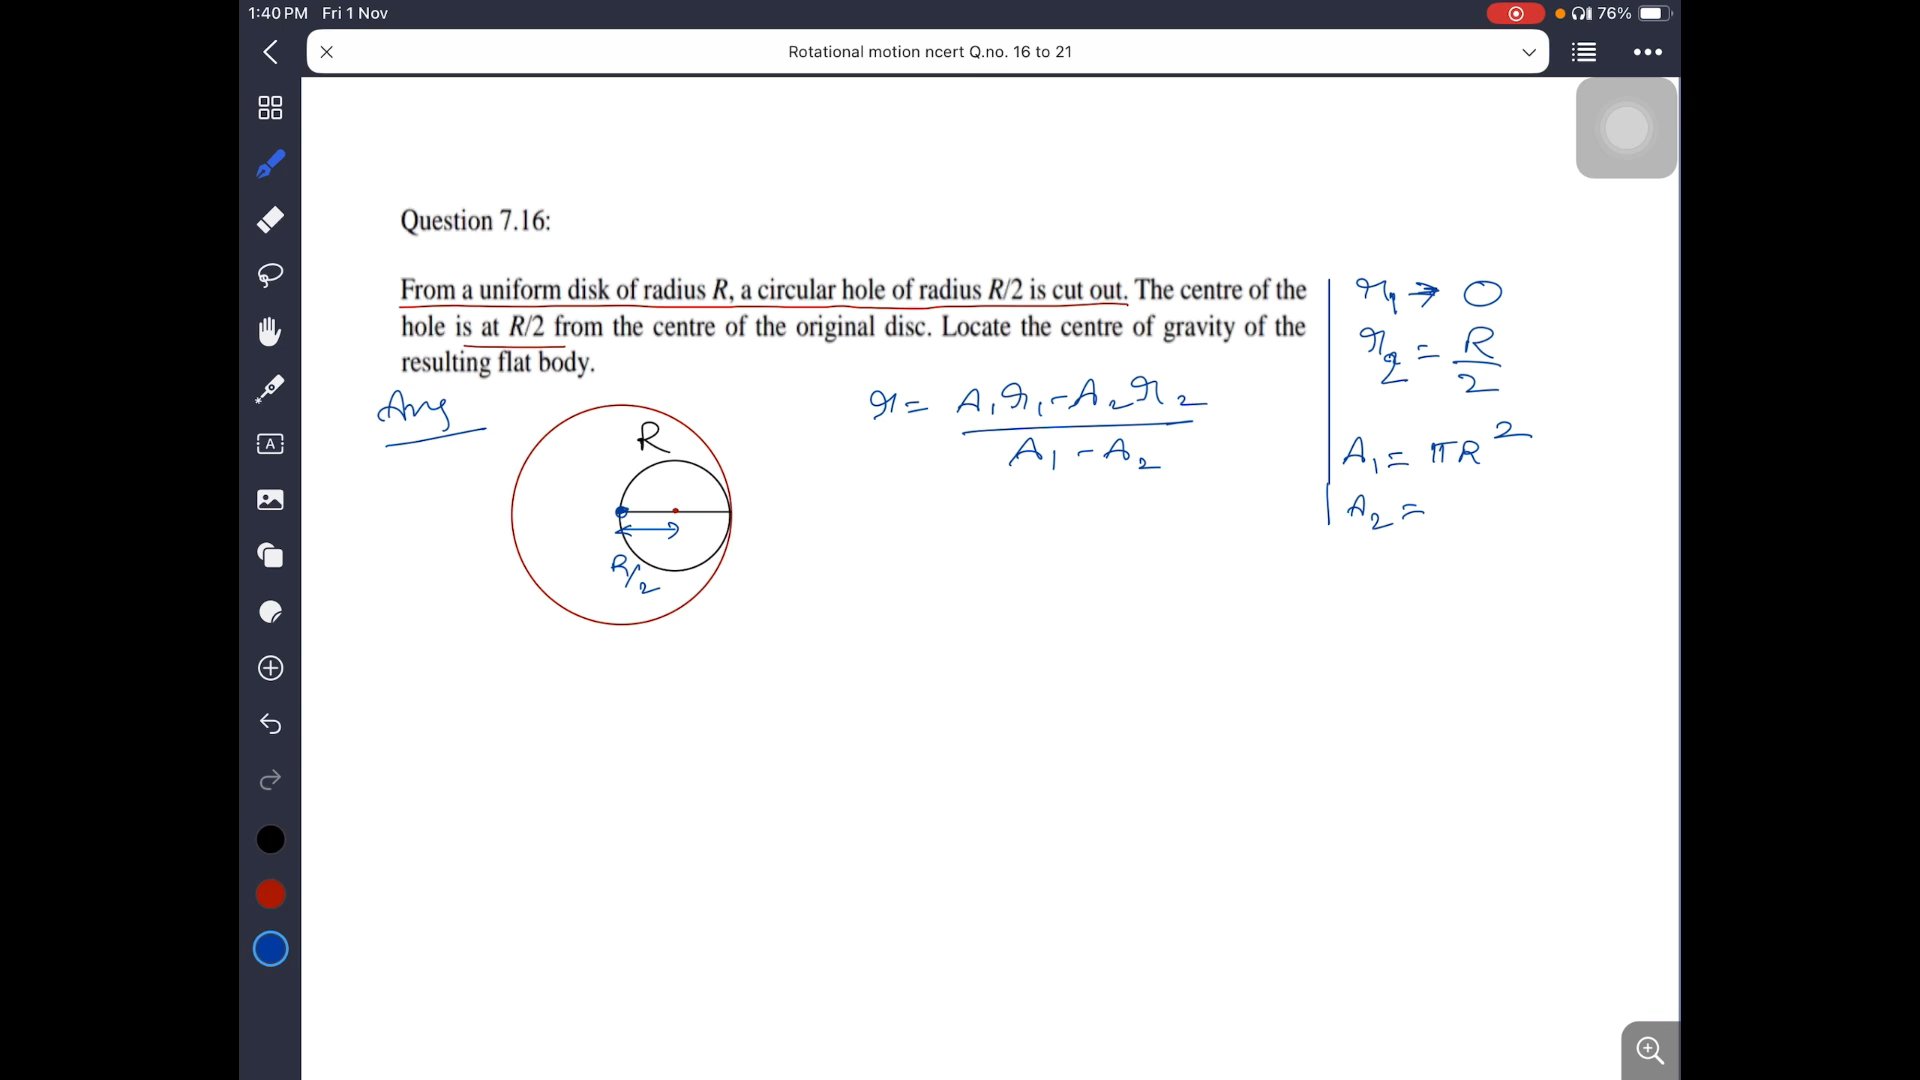 1:40 PM Fri 1 Nov
76%
Rotational motion ncert Q.no. 16 to 21
A
Question 7.16:
From a uniform disk of radius R, a circular hole of radius R/2 is cut out. The centre of the
hole is at R/2 from the centre of the original disc. Locate the centre of gravity of the
resulting flat body.
Ans
R
R/2
r = A₁r₁ - A₂r₂
A₁ - A₂
r₁ → 0
r₂ = R/2
A₁ = πR²
A₂ =